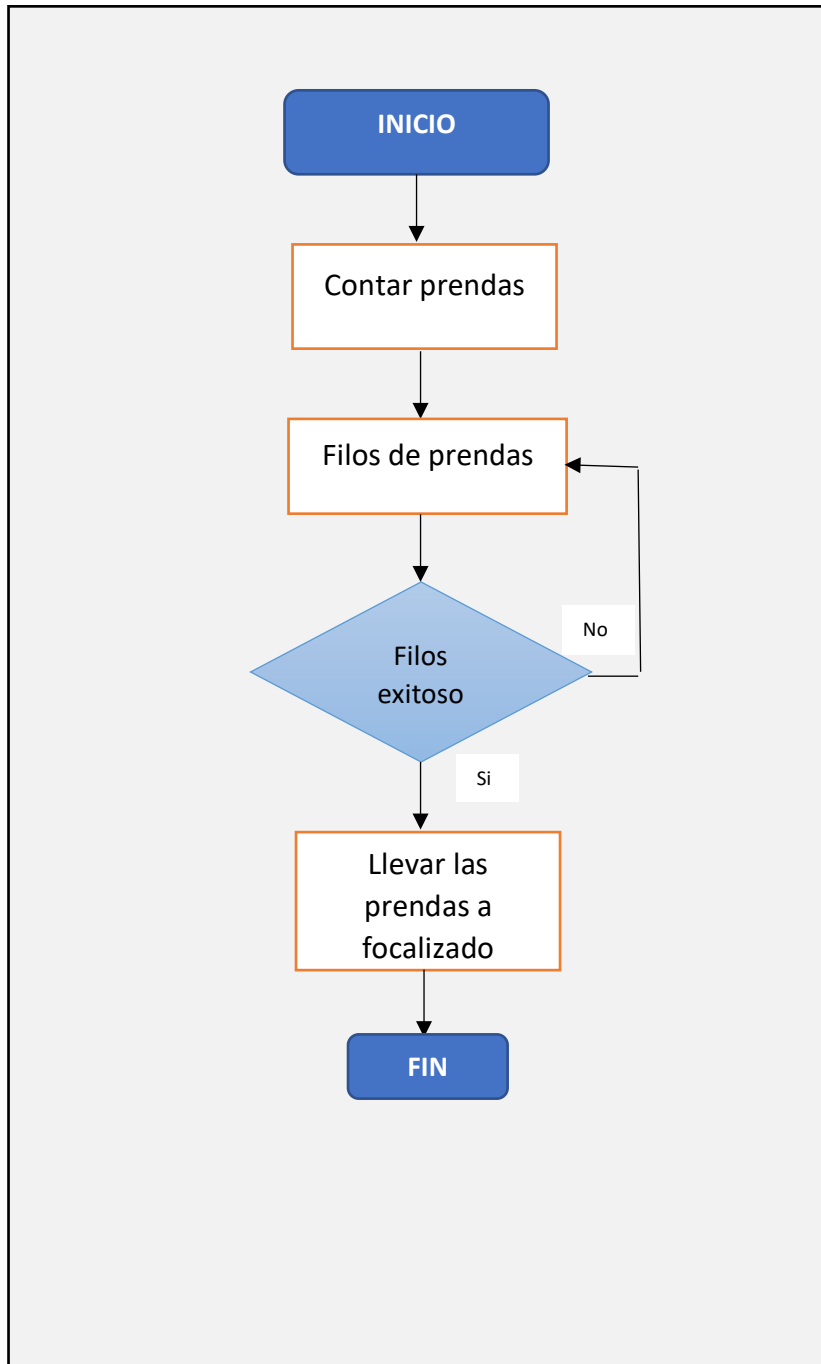 INICIO
Contar prendas
Filos de prendas
No
Filos
exitoso
Si
Llevar las
prendas a
focalizado
FIN